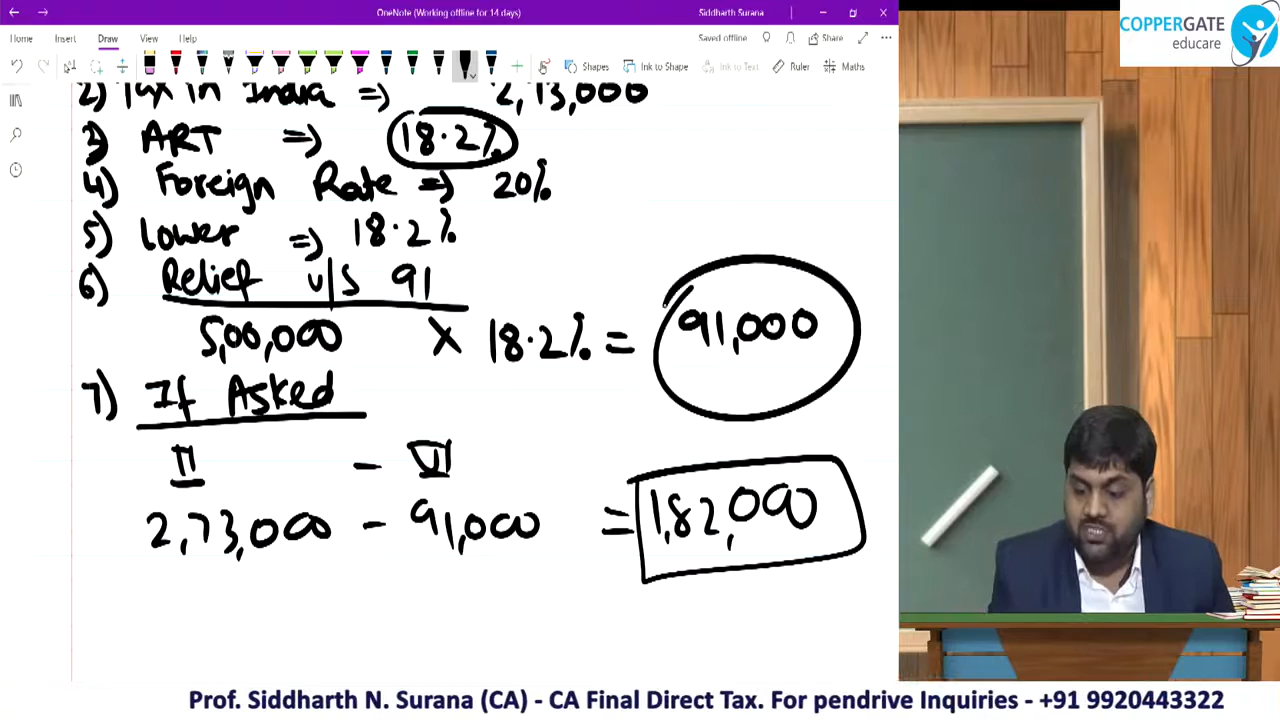 OneNote (Working offline for 14 days)
Siddharth Surana
Home Insert Draw View Help
Saved offline Share
Shapes Ink to Shape Ink to Text Ruler Maths
COPPERGATE
educare
2) Tax in India => 2,73,000
3) ART => 18.2%
4) Foreign Rate => 20%
5) Lower => 18.2%
6) Relief u/s 91
5,00,000 X 18.2% = 91,000
7) If Asked
II - VI
2,73,000 - 91,000 = 1,82,000
Prof. Siddharth N. Surana (CA) - CA Final Direct Tax. For pendrive Inquiries - +91 9920443322